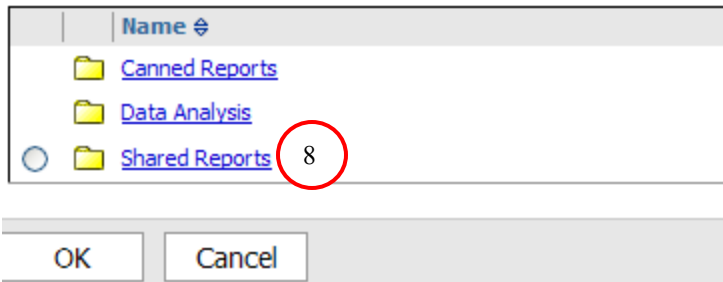 Name
Canned Reports
Data Analysis
Shared Reports 8
OK Cancel